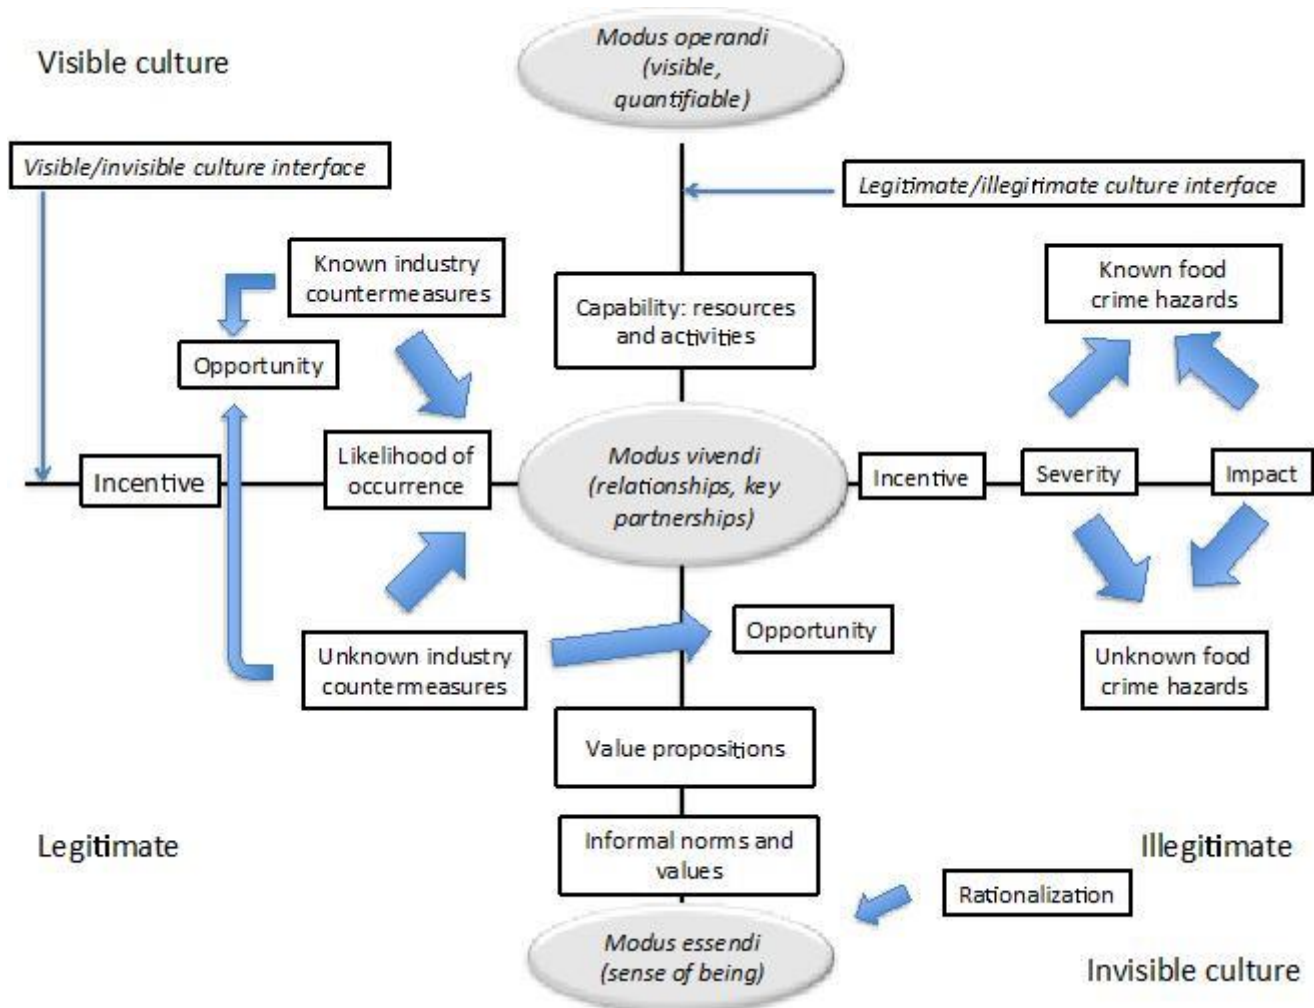 Modus operandi
(visible,
quantifiable)
Visible culture
Visible/invisible culture interface
Legitimate/illegitimate culture interface
Known industry
countermeasures
Known food
crime hazards
Capability: resources
and activities
Opportunity
Likelihood of
occurrence
Incentive
Modus vivendi
(relationships, key
partnerships)
Incentive
Severity
Impact
Opportunity
Unknown industry
countermeasures
Unknown food
crime hazards
Value propositions
Legitimate
Informal norms and
values
Illegitimate
Rationalization
Modus essendi
(sense of being)
Invisible culture